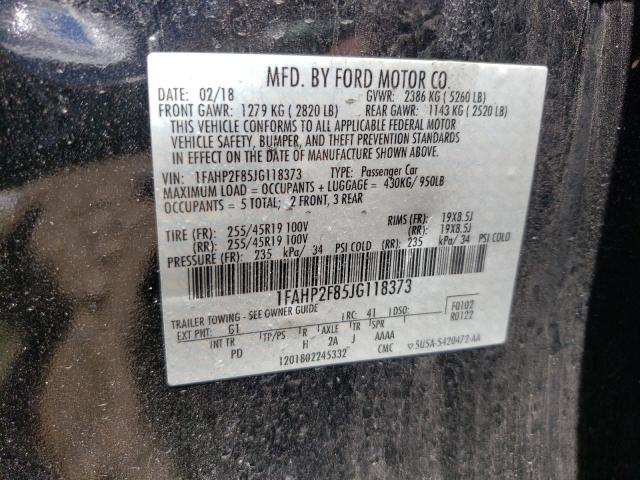 MFD. BY FORD MOTOR CO.
DATE: 02/18 GVWR: 2386 KG ( 5260 LB)
FRONT GAWR: 1279 KG ( 2820 LB) REAR GAWR: 1143 KG ( 2520 LB)
THIS VEHICLE CONFORMS TO ALL APPLICABLE FEDERAL MOTOR
VEHICLE SAFETY, BUMPER, AND THEFT PREVENTION STANDARDS
IN EFFECT ON THE DATE OF MANUFACTURE SHOWN ABOVE.
VIN: 1FAHP2F85JG118373 TYPE: Passenger Car
MAXIMUM LOAD = OCCUPANTS + LUGGAGE = 430KG/ 950LB
OCCUPANTS = 5 TOTAL; 2 FRONT, 3 REAR
TIRE (FR): 255/45R19 100V RIMS (FR): 19X8.5J
(RR): 255/45R19 100V (RR): 19X8.5J
PRESSURE (FR): 235 kPa/ 34 PSI COLD (RR): 235 kPa/ 34 PSI COLD
1FAHP2F85JG118373
TRAILER TOWING - SEE OWNER GUIDE F0102
EXT PNT: G1 RC: 41 DSO: R0122
INT TR TP/PS R AXLE TR SPR
PD H 2A J AAAA
1201802245332 CMC ▽SU5A-5420472-AA